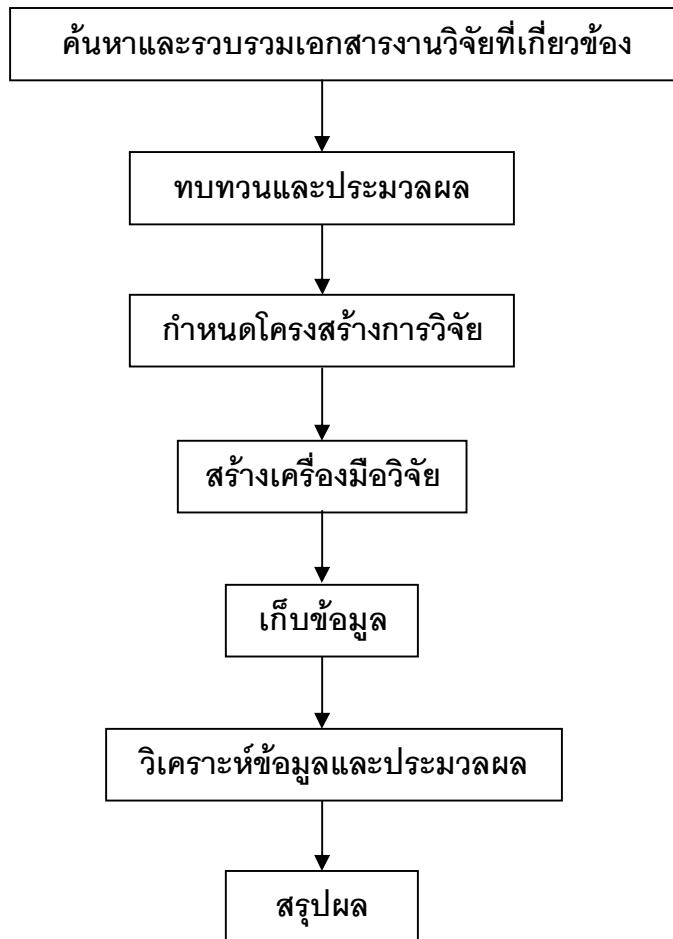 ค้นหาและรวบรวมเอกสารงานวิจัยที่เกี่ยวข้อง
ทบทวนและประมวลผล
กำหนดโครงสร้างการวิจัย
สร้างเครื่องมือวิจัย
เก็บข้อมูล
วิเคราะห์ข้อมูลและประมวลผล
สรุปผล